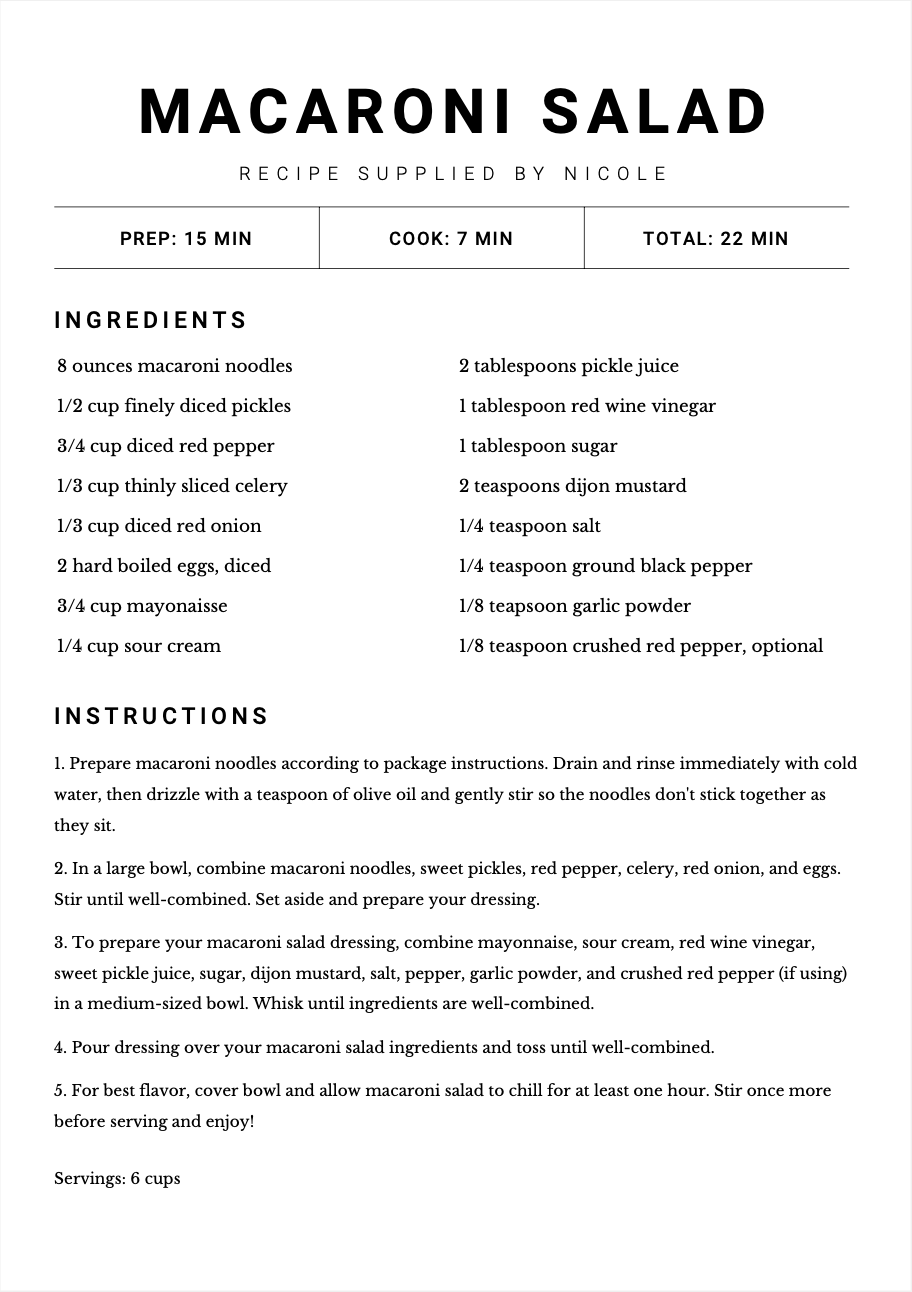 MACARONI SALAD
RECIPE SUPPLIED BY NICOLE
PREP: 15 MIN
COOK: 7 MIN
TOTAL: 22 MIN
INGREDIENTS
8 ounces macaroni noodles
1/2 cup finely diced pickles
3/4 cup diced red pepper
1/3 cup thinly sliced celery
1/3 cup diced red onion
2 hard boiled eggs, diced
3/4 cup mayonaisse
1/4 cup sour cream
2 tablespoons pickle juice
1 tablespoon red wine vinegar
1 tablespoon sugar
2 teaspoons dijon mustard
1/4 teaspoon salt
1/4 teaspoon ground black pepper
1/8 teapsoon garlic powder
1/8 teaspoon crushed red pepper, optional
INSTRUCTIONS
1. Prepare macaroni noodles according to package instructions. Drain and rinse immediately with cold
water, then drizzle with a teaspoon of olive oil and gently stir so the noodles don't stick together as
they sit.
2. In a large bowl, combine macaroni noodles, sweet pickles, red pepper, celery, red onion, and eggs.
Stir until well-combined. Set aside and prepare your dressing.
3. To prepare your macaroni salad dressing, combine mayonnaise, sour cream, red wine vinegar,
sweet pickle juice, sugar, dijon mustard, salt, pepper, garlic powder, and crushed red pepper (if using)
in a medium-sized bowl. Whisk until ingredients are well-combined.
4. Pour dressing over your macaroni salad ingredients and toss until well-combined.
5. For best flavor, cover bowl and allow macaroni salad to chill for at least one hour. Stir once more
before serving and enjoy!
Servings: 6 cups